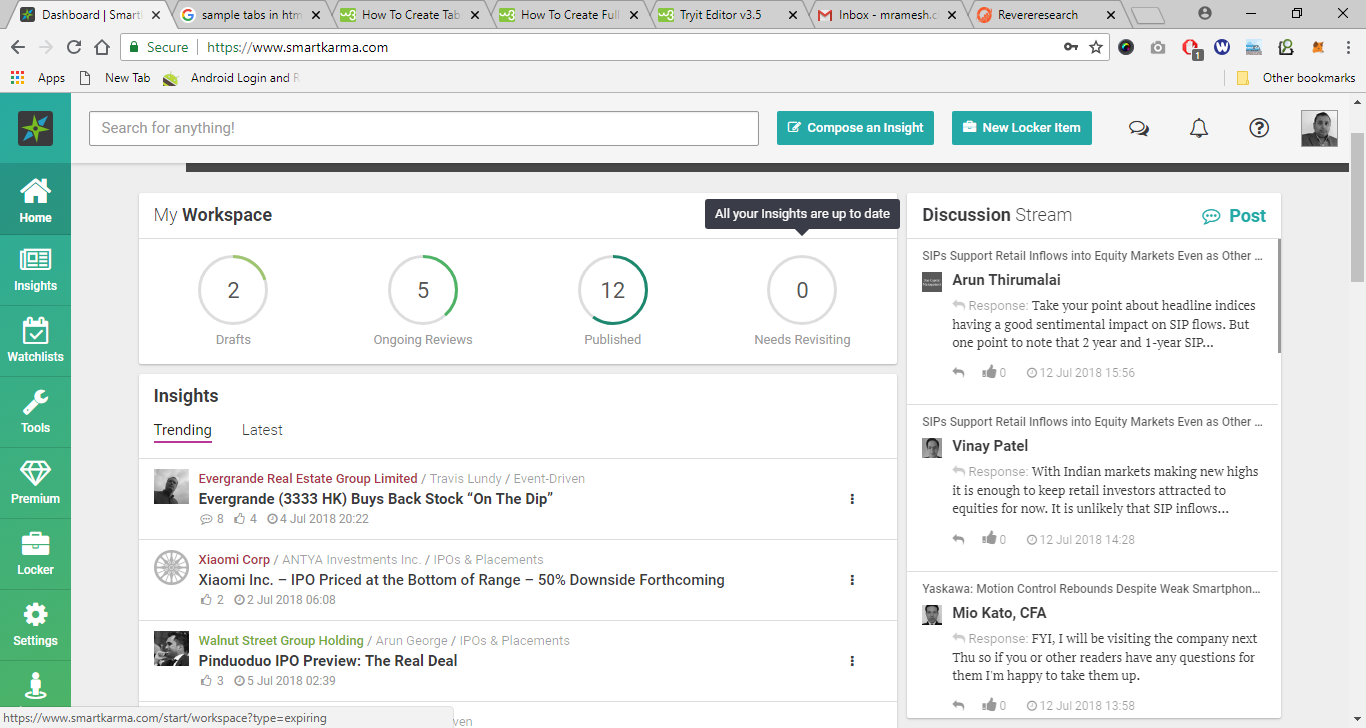 Dashboard | Smart
sample tabs in htm
How To Create Tab
How To Create Full
Tryit Editor v3.5
Inbox - mramesh.c
Revereresearch
Secure
https://www.smartkarma.com
1
Apps
New Tab
Android Login and R
Other bookmarks
Search for anything!
Compose an Insight
New Locker Item
Home
Insights
Watchlists
Tools
Premium
Locker
Settings
My Workspace
All your Insights are up to date
2
5
12
0
Drafts
Ongoing Reviews
Published
Needs Revisiting
Insights
Trending
Latest
Evergrande Real Estate Group Limited / Travis Lundy / Event-Driven
Evergrande (3333 HK) Buys Back Stock “On The Dip”
8 4 4 Jul 2018 20:22
Xiaomi Corp / ANTYA Investments Inc. / IPOs & Placements
Xiaomi Inc. – IPO Priced at the Bottom of Range – 50% Downside Forthcoming
2 2 Jul 2018 06:08
Walnut Street Group Holding / Arun George / IPOs & Placements
Pinduoduo IPO Preview: The Real Deal
3 5 Jul 2018 02:39
Discussion Stream
Post
SIPs Support Retail Inflows into Equity Markets Even as Other ...
Arun Thirumalai
Response: Take your point about headline indices
having a good sentimental impact on SIP flows. But
one point to note that 2 year and 1-year SIP...
0 12 Jul 2018 15:56
SIPs Support Retail Inflows into Equity Markets Even as Other ...
Vinay Patel
Response: With Indian markets making new highs
it is enough to keep retail investors attracted to
equities for now. It is unlikely that SIP inflows...
0 12 Jul 2018 14:28
Yaskawa: Motion Control Rebounds Despite Weak Smartphon...
Mio Kato, CFA
Response: FYI, I will be visiting the company next
Thu so if you or other readers have any questions for
them I'm happy to take them up.
0 12 Jul 2018 13:58
https://www.smartkarma.com/start/workspace?type=expiring